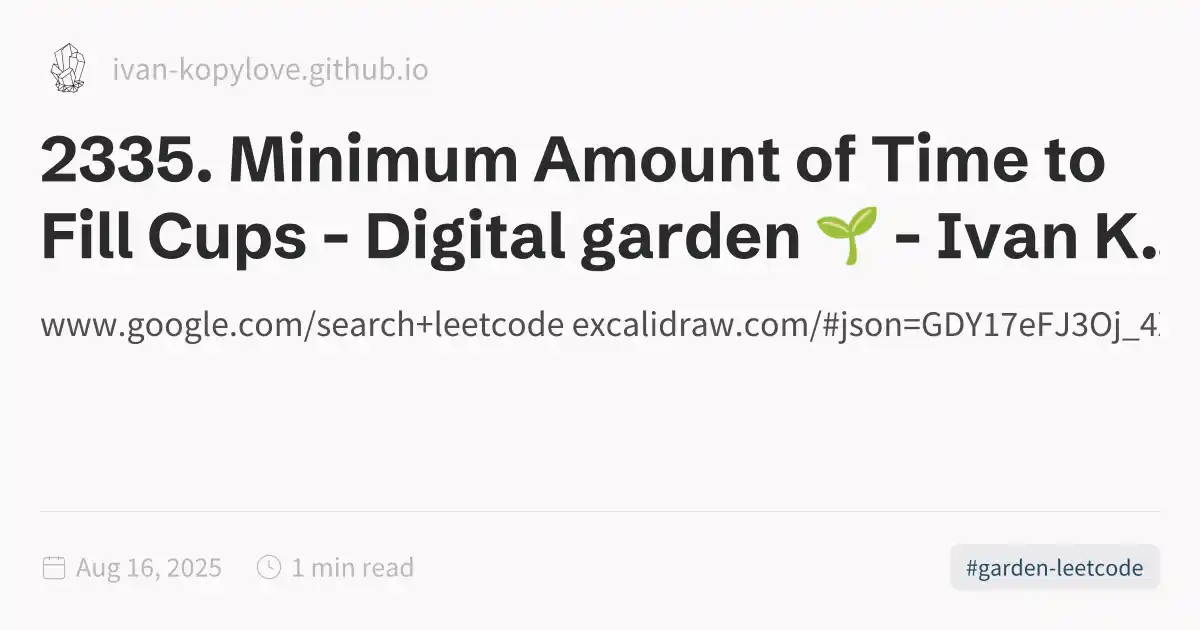 ivan-kopylove.github.io
2335. Minimum Amount of Time to
Fill Cups - Digital garden 🌱 - Ivan K.
www.google.com/search+leetcode excalidraw.com/#json=GDY17eFJ3Oj_4
Aug 16, 2025 1 min read
#garden-leetcode